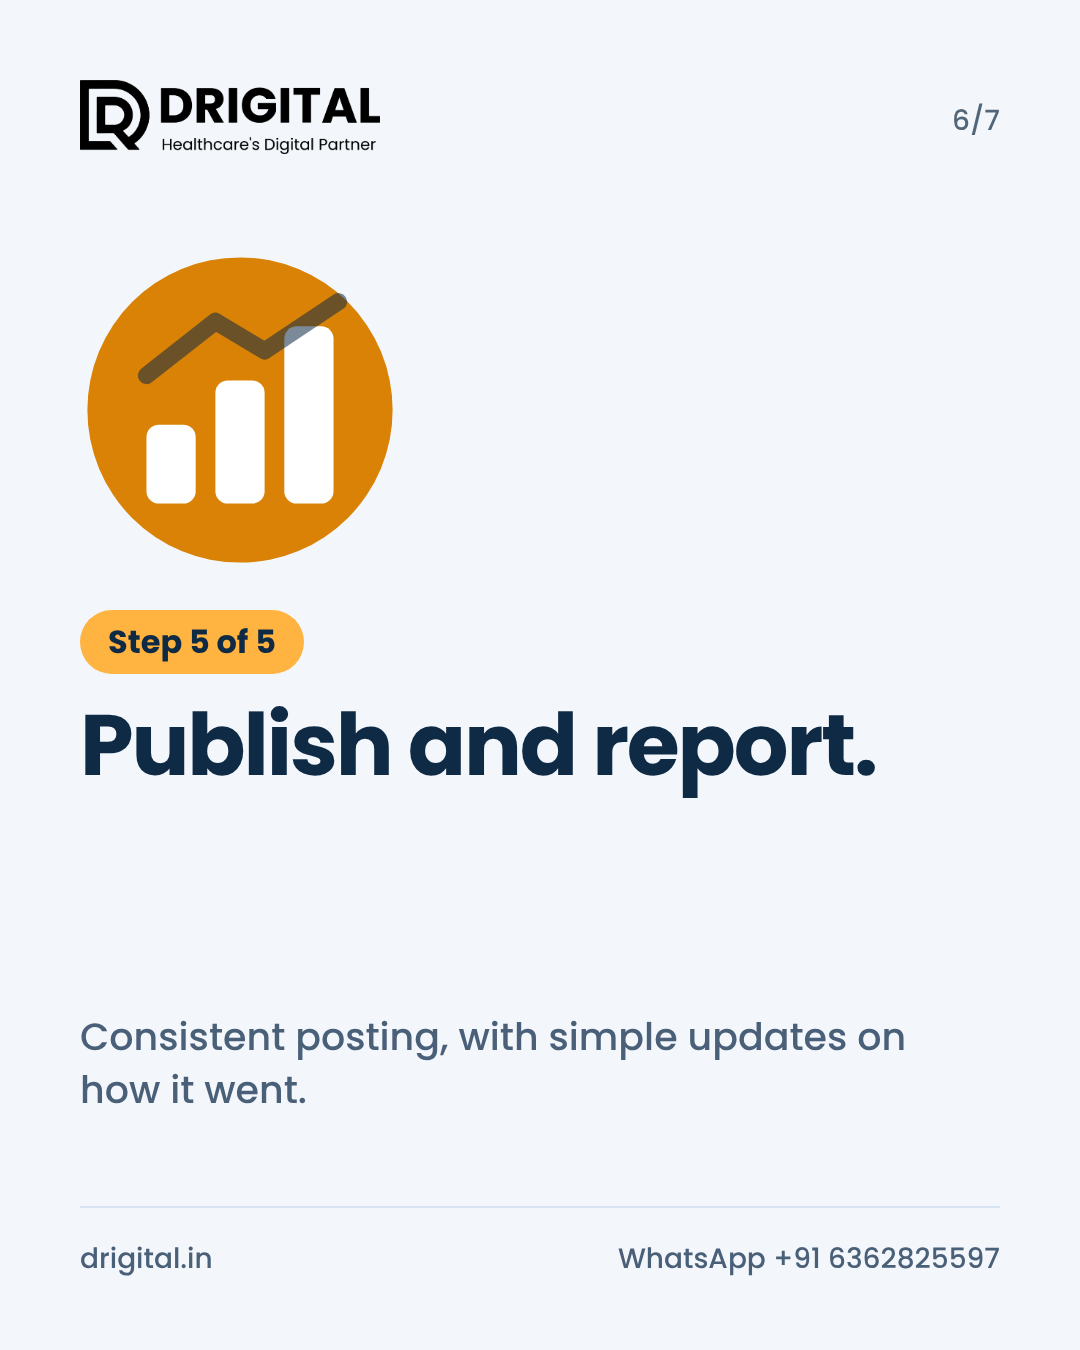 DRIGITAL
Healthcare's Digital Partner
6/7
Step 5 of 5
Publish and report.
Consistent posting, with simple updates on
how it went.
drigital.in
WhatsApp +91 6362825597